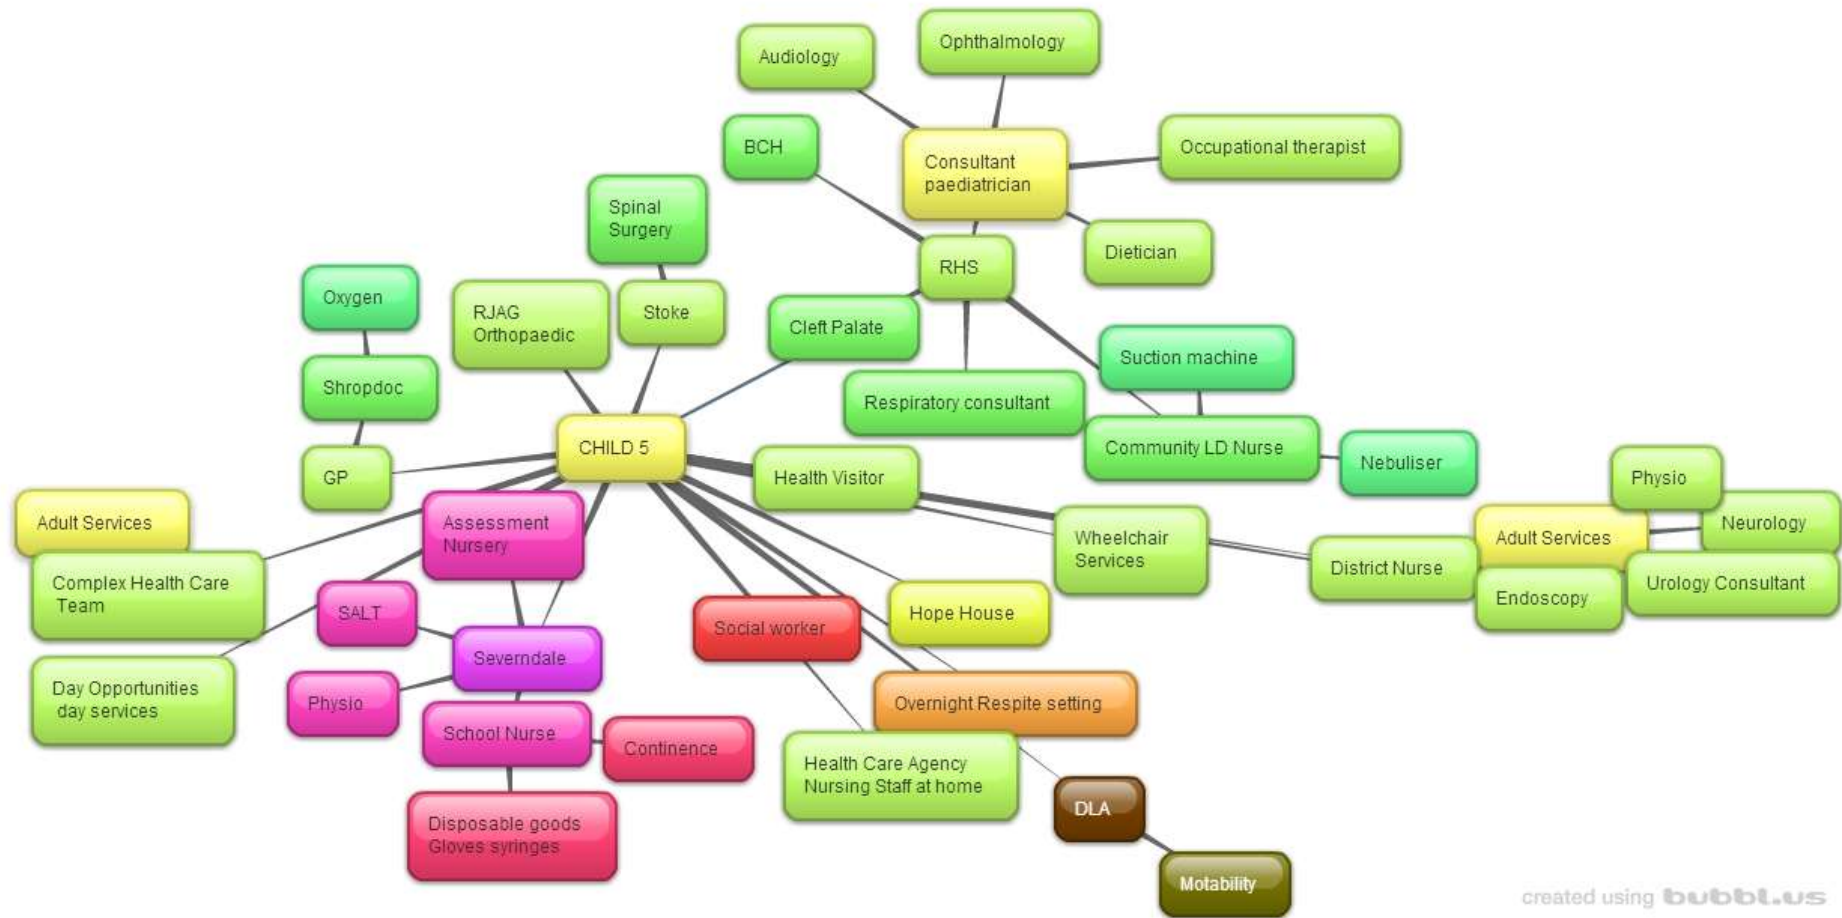 Audiology
Ophthalmology
BCH
Consultant
paediatrician
Occupational therapist
Spinal
Surgery
RHS
Dietician
Oxygen
RJAG
Orthopaedic
Stoke
Cleft Palate
Suction machine
Shropdoc
Respiratory consultant
CHILD 5
Community LD Nurse
GP
Health Visitor
Nebuliser
Physio
Adult Services
Assessment
Nursery
Wheelchair
Services
Neurology
Adult Services
District Nurse
Complex Health Care
Team
Urology Consultant
Endoscopy
SALT
Social worker
Hope House
Severndale
Day Opportunities
day services
Physio
Overnight Respite setting
School Nurse
Continence
Health Care Agency
Nursing Staff at home
DLA
Disposable goods
Gloves syringes
Motability
created using bubbl.us